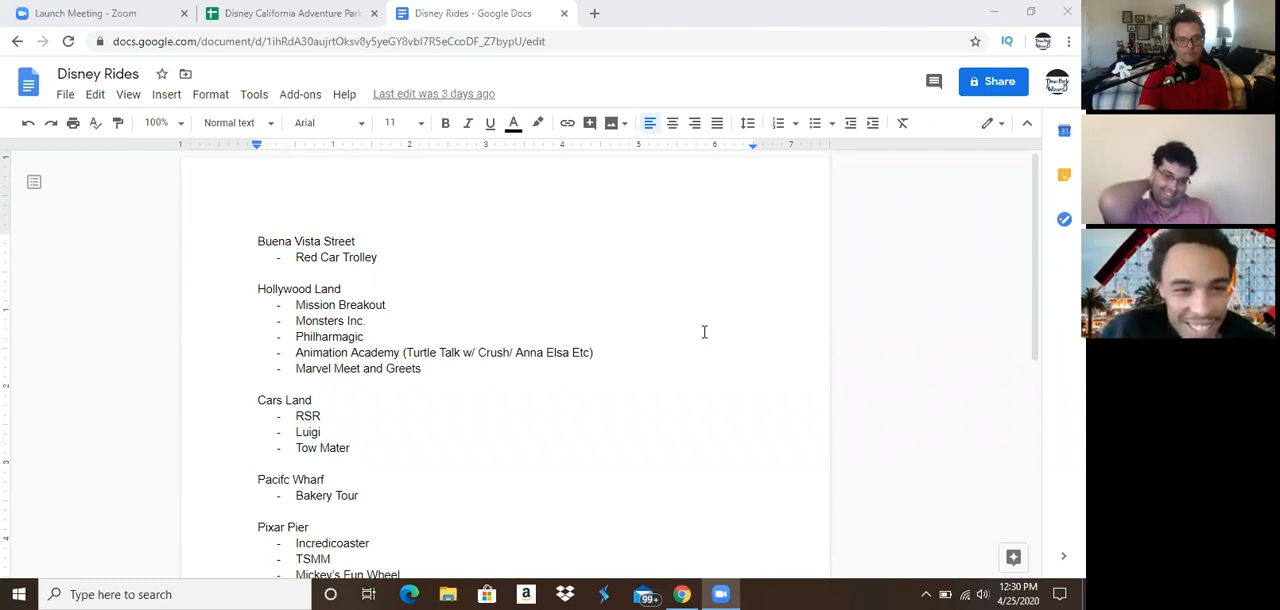 Launch Meeting - Zoom
Disney California Adventure Park
Disney Rides - Google Docs
docs.google.com/document/d/1ihRdA30aujrtOksv8y5yeGY8vbI7RSeCcoDF_Z7bypU/edit
Disney Rides
File Edit View Insert Format Tools Add-ons He
Last edit was 3 days ago
Share
100% Normal text Arial 11
Buena Vista Street
- Red Car Trolley
Hollywood Land
- Mission Breakout
- Monsters Inc.
- Philharmagic
- Animation Academy (Turtle Talk w/ Crush/ Anna Elsa Etc)
- Marvel Meet and Greets
Cars Land
- RSR
- Luigi
- Tow Mater
Pacifc Wharf
- Bakery Tour
Pixar Pier
- Incredicoaster
- TSMM
- Mickey's Fun Wheel
Type here to search
99+
12:30 PM
4/25/2020